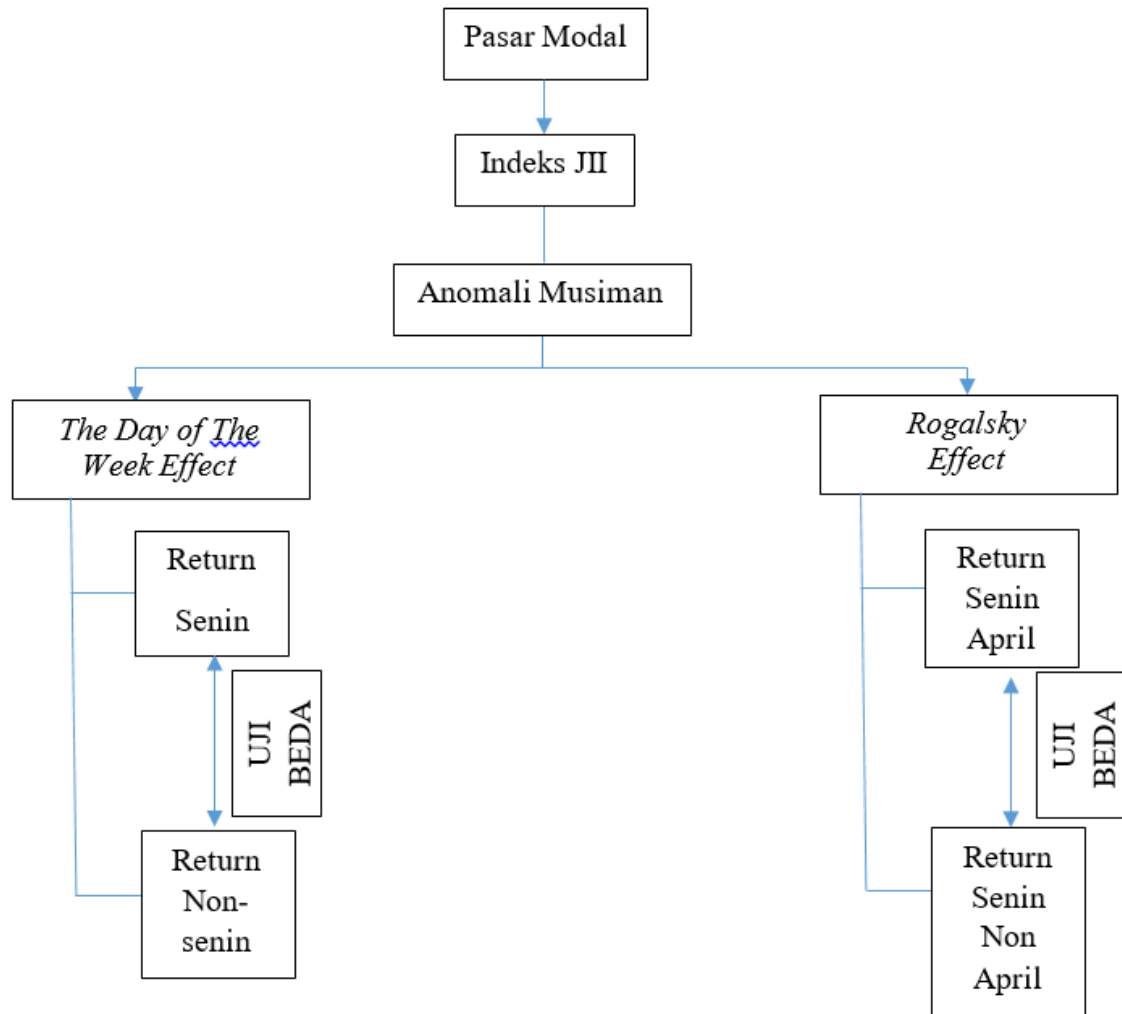 Pasar Modal
Indeks JII
Anomali Musiman
The Day of The
Week Effect
Return
Senin
UJI
BEDA
Return
Non-
senin
Rogalsky
Effect
Return
Senin
April
UJI
BEDA
Return
Senin
Non
April